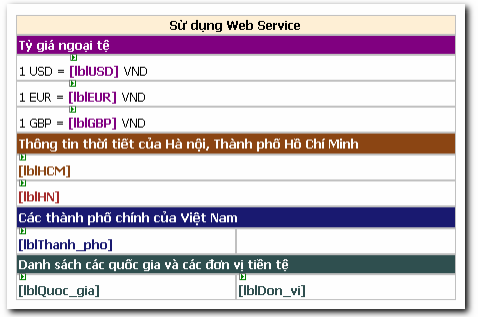 Sử dụng Web Service
Tỷ giá ngoại tệ
1 USD = [lblUSD] VND
1 EUR = [lblEUR] VND
1 GBP = [lblGBP] VND
Thông tin thời tiết của Hà nội, Thành phố Hồ Chí Minh
[lblHCM]
[lblHN]
Các thành phố chính của Việt Nam
[lblThanh_pho]
Danh sách các quốc gia và các đơn vị tiền tệ
[lblQuoc_gia] [lblDon_vi]